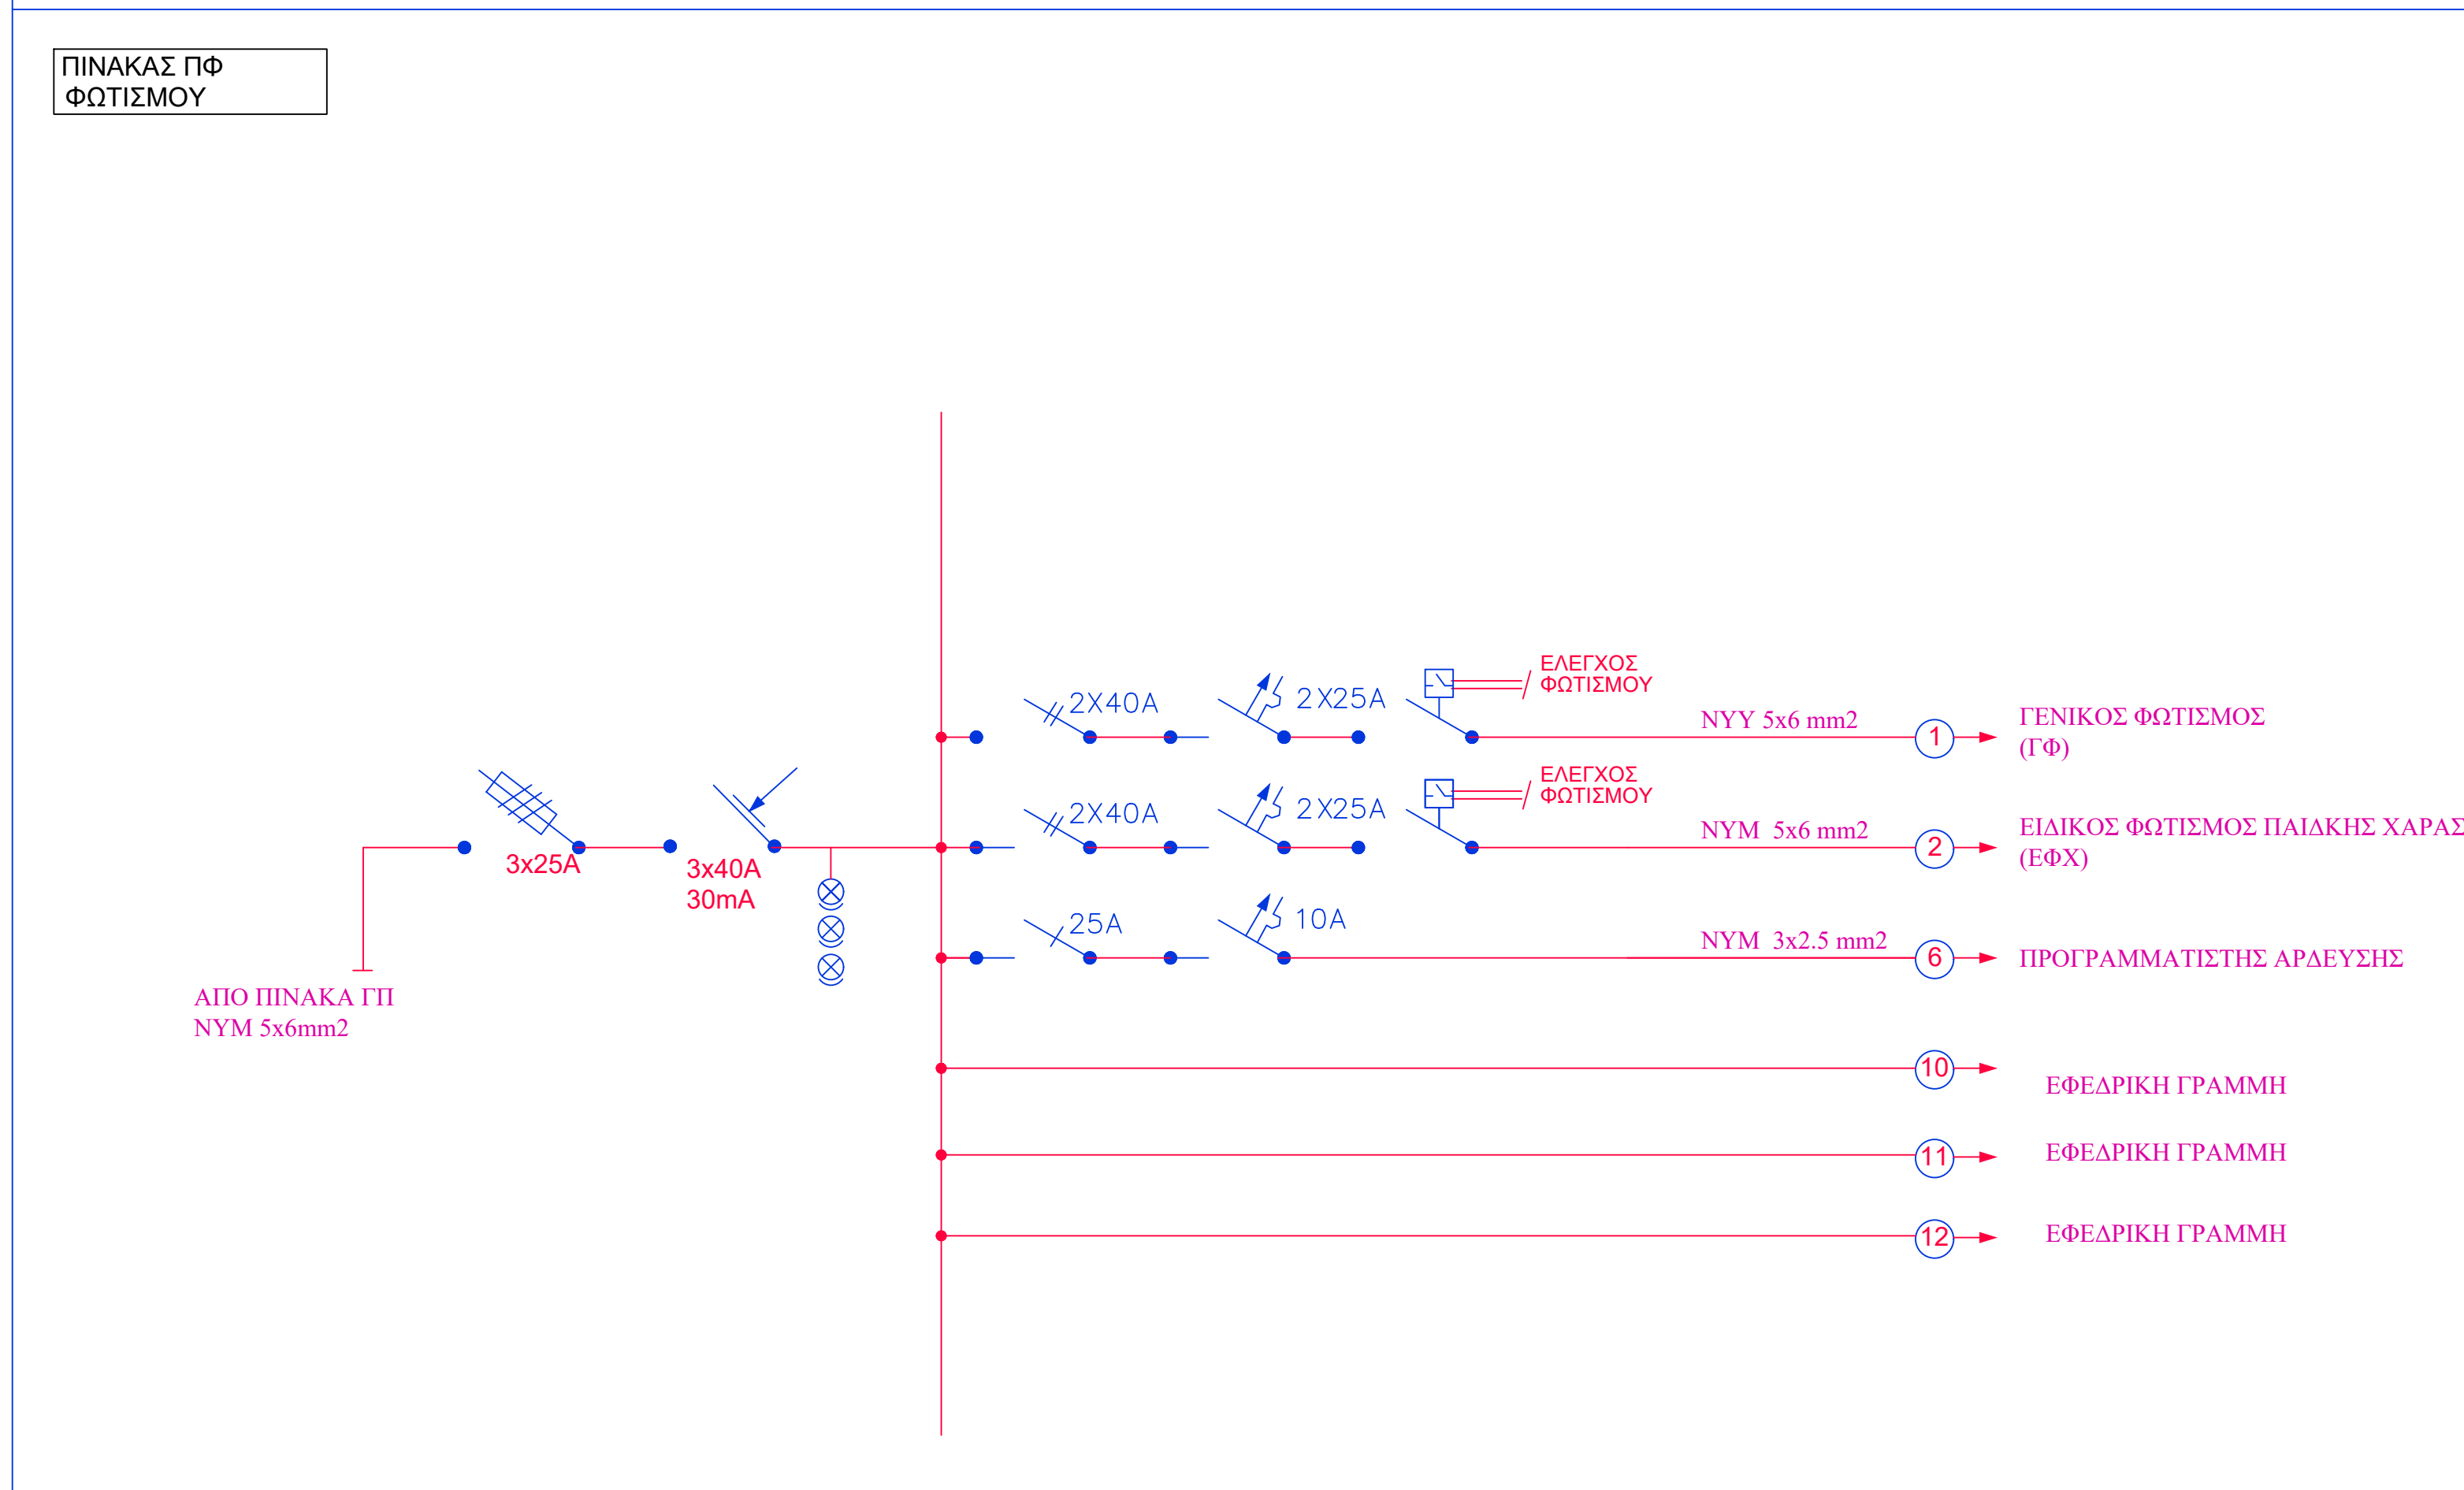 ΠΙΝΑΚΑΣ ΠΦ
ΦΩΤΙΣΜΟΥ
ΕΛΕΓΧΟΣ
ΦΩΤΙΣΜΟΥ
2X40A
2X25A
NYY 5x6 mm2
1
ΓΕΝΙΚΟΣ ΦΩΤΙΣΜΟΣ
(ΓΦ)
ΕΛΕΓΧΟΣ
ΦΩΤΙΣΜΟΥ
2X40A
2X25A
NYM 5x6 mm2
2
ΕΙΔΙΚΟΣ ΦΩΤΙΣΜΟΣ ΠΑΙΔΚΗΣ ΧΑΡΑΣ
(ΕΦΧ)
3x25A
3x40A
30mA
25A
10A
NYM 3x2.5 mm2
6
ΠΡΟΓΡΑΜΜΑΤΙΣΤΗΣ ΑΡΔΕΥΣΗΣ
ΑΠΟ ΠΙΝΑΚΑ ΓΠ
NYM 5x6mm2
10
ΕΦΕΔΡΙΚΗ ΓΡΑΜΜΗ
11
ΕΦΕΔΡΙΚΗ ΓΡΑΜΜΗ
12
ΕΦΕΔΡΙΚΗ ΓΡΑΜΜΗ